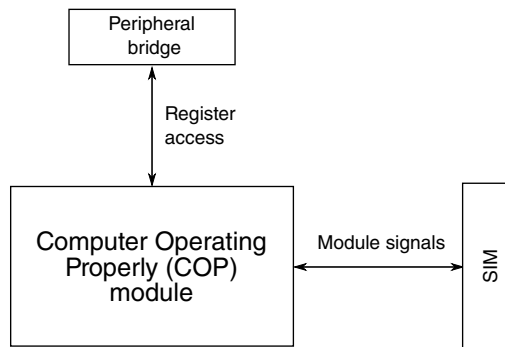 Peripheral
bridge
Register
access
Computer Operating
Properly (COP)
module
Module signals
SIM